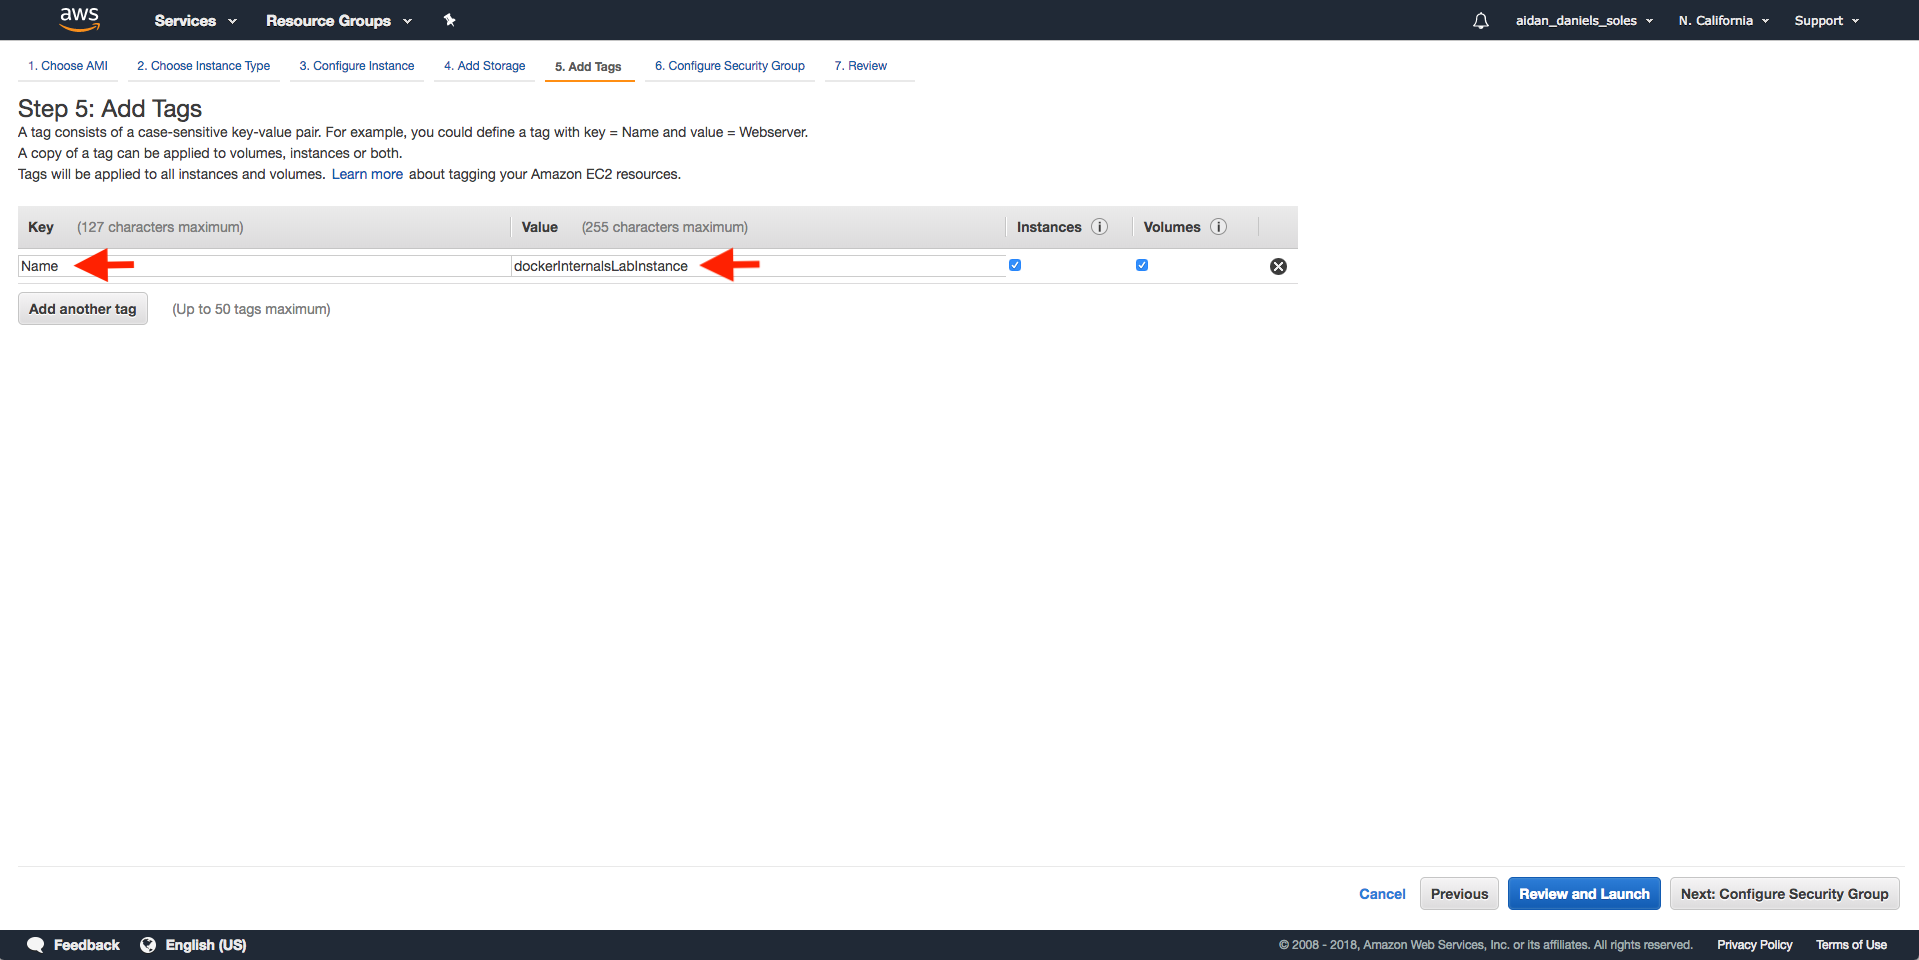 aws Services Resource Groups aidan_daniels_soles N. California Support
1. Choose AMI 2. Choose Instance Type 3. Configure Instance 4. Add Storage 5. Add Tags 6. Configure Security Group 7. Review
Step 5: Add Tags
A tag consists of a case-sensitive key-value pair. For example, you could define a tag with key = Name and value = Webserver.
A copy of a tag can be applied to volumes, instances or both.
Tags will be applied to all instances and volumes. Learn more about tagging your Amazon EC2 resources.
Key (127 characters maximum) Value (255 characters maximum) Instances i Volumes i
Name dockerInternalsLabInstance
Add another tag (Up to 50 tags maximum)
Cancel Previous Review and Launch Next: Configure Security Group
Feedback English (US) © 2008 - 2018, Amazon Web Services, Inc. or its affiliates. All rights reserved. Privacy Policy Terms of Use